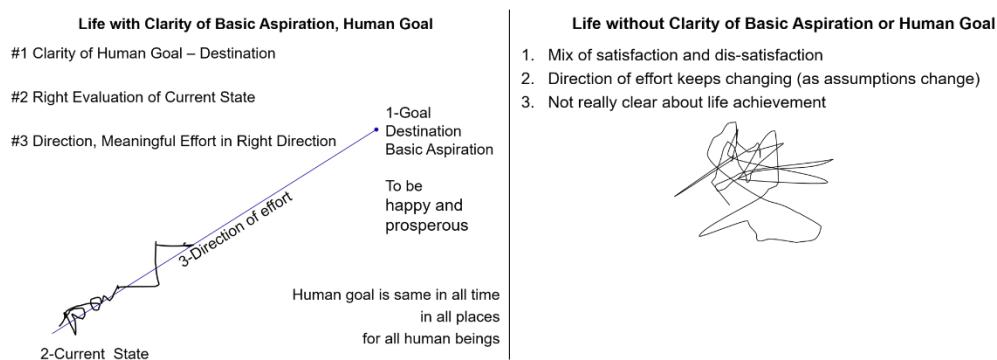 Life with Clarity of Basic Aspiration, Human Goal
#1 Clarity of Human Goal – Destination
#2 Right Evaluation of Current State
#3 Direction, Meaningful Effort in Right Direction
1-Goal
Destination
Basic Aspiration
To be
happy and
prosperous
3-Direction of effort
Human goal is same in all time
in all places
for all human beings
2-Current State
Life without Clarity of Basic Aspiration or Human Goal
1. Mix of satisfaction and dis-satisfaction
2. Direction of effort keeps changing (as assumptions change)
3. Not really clear about life achievement